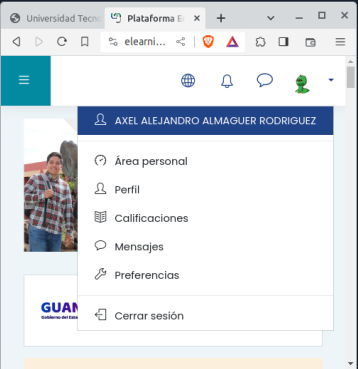 Universidad Tecno
Plataforma E
elearni...
AXEL ALEJANDRO ALMAGUER RODRIGUEZ
Área personal
Perfil
Calificaciones
Mensajes
Preferencias
Cerrar sesión
GUAN
Gobierno del Esta